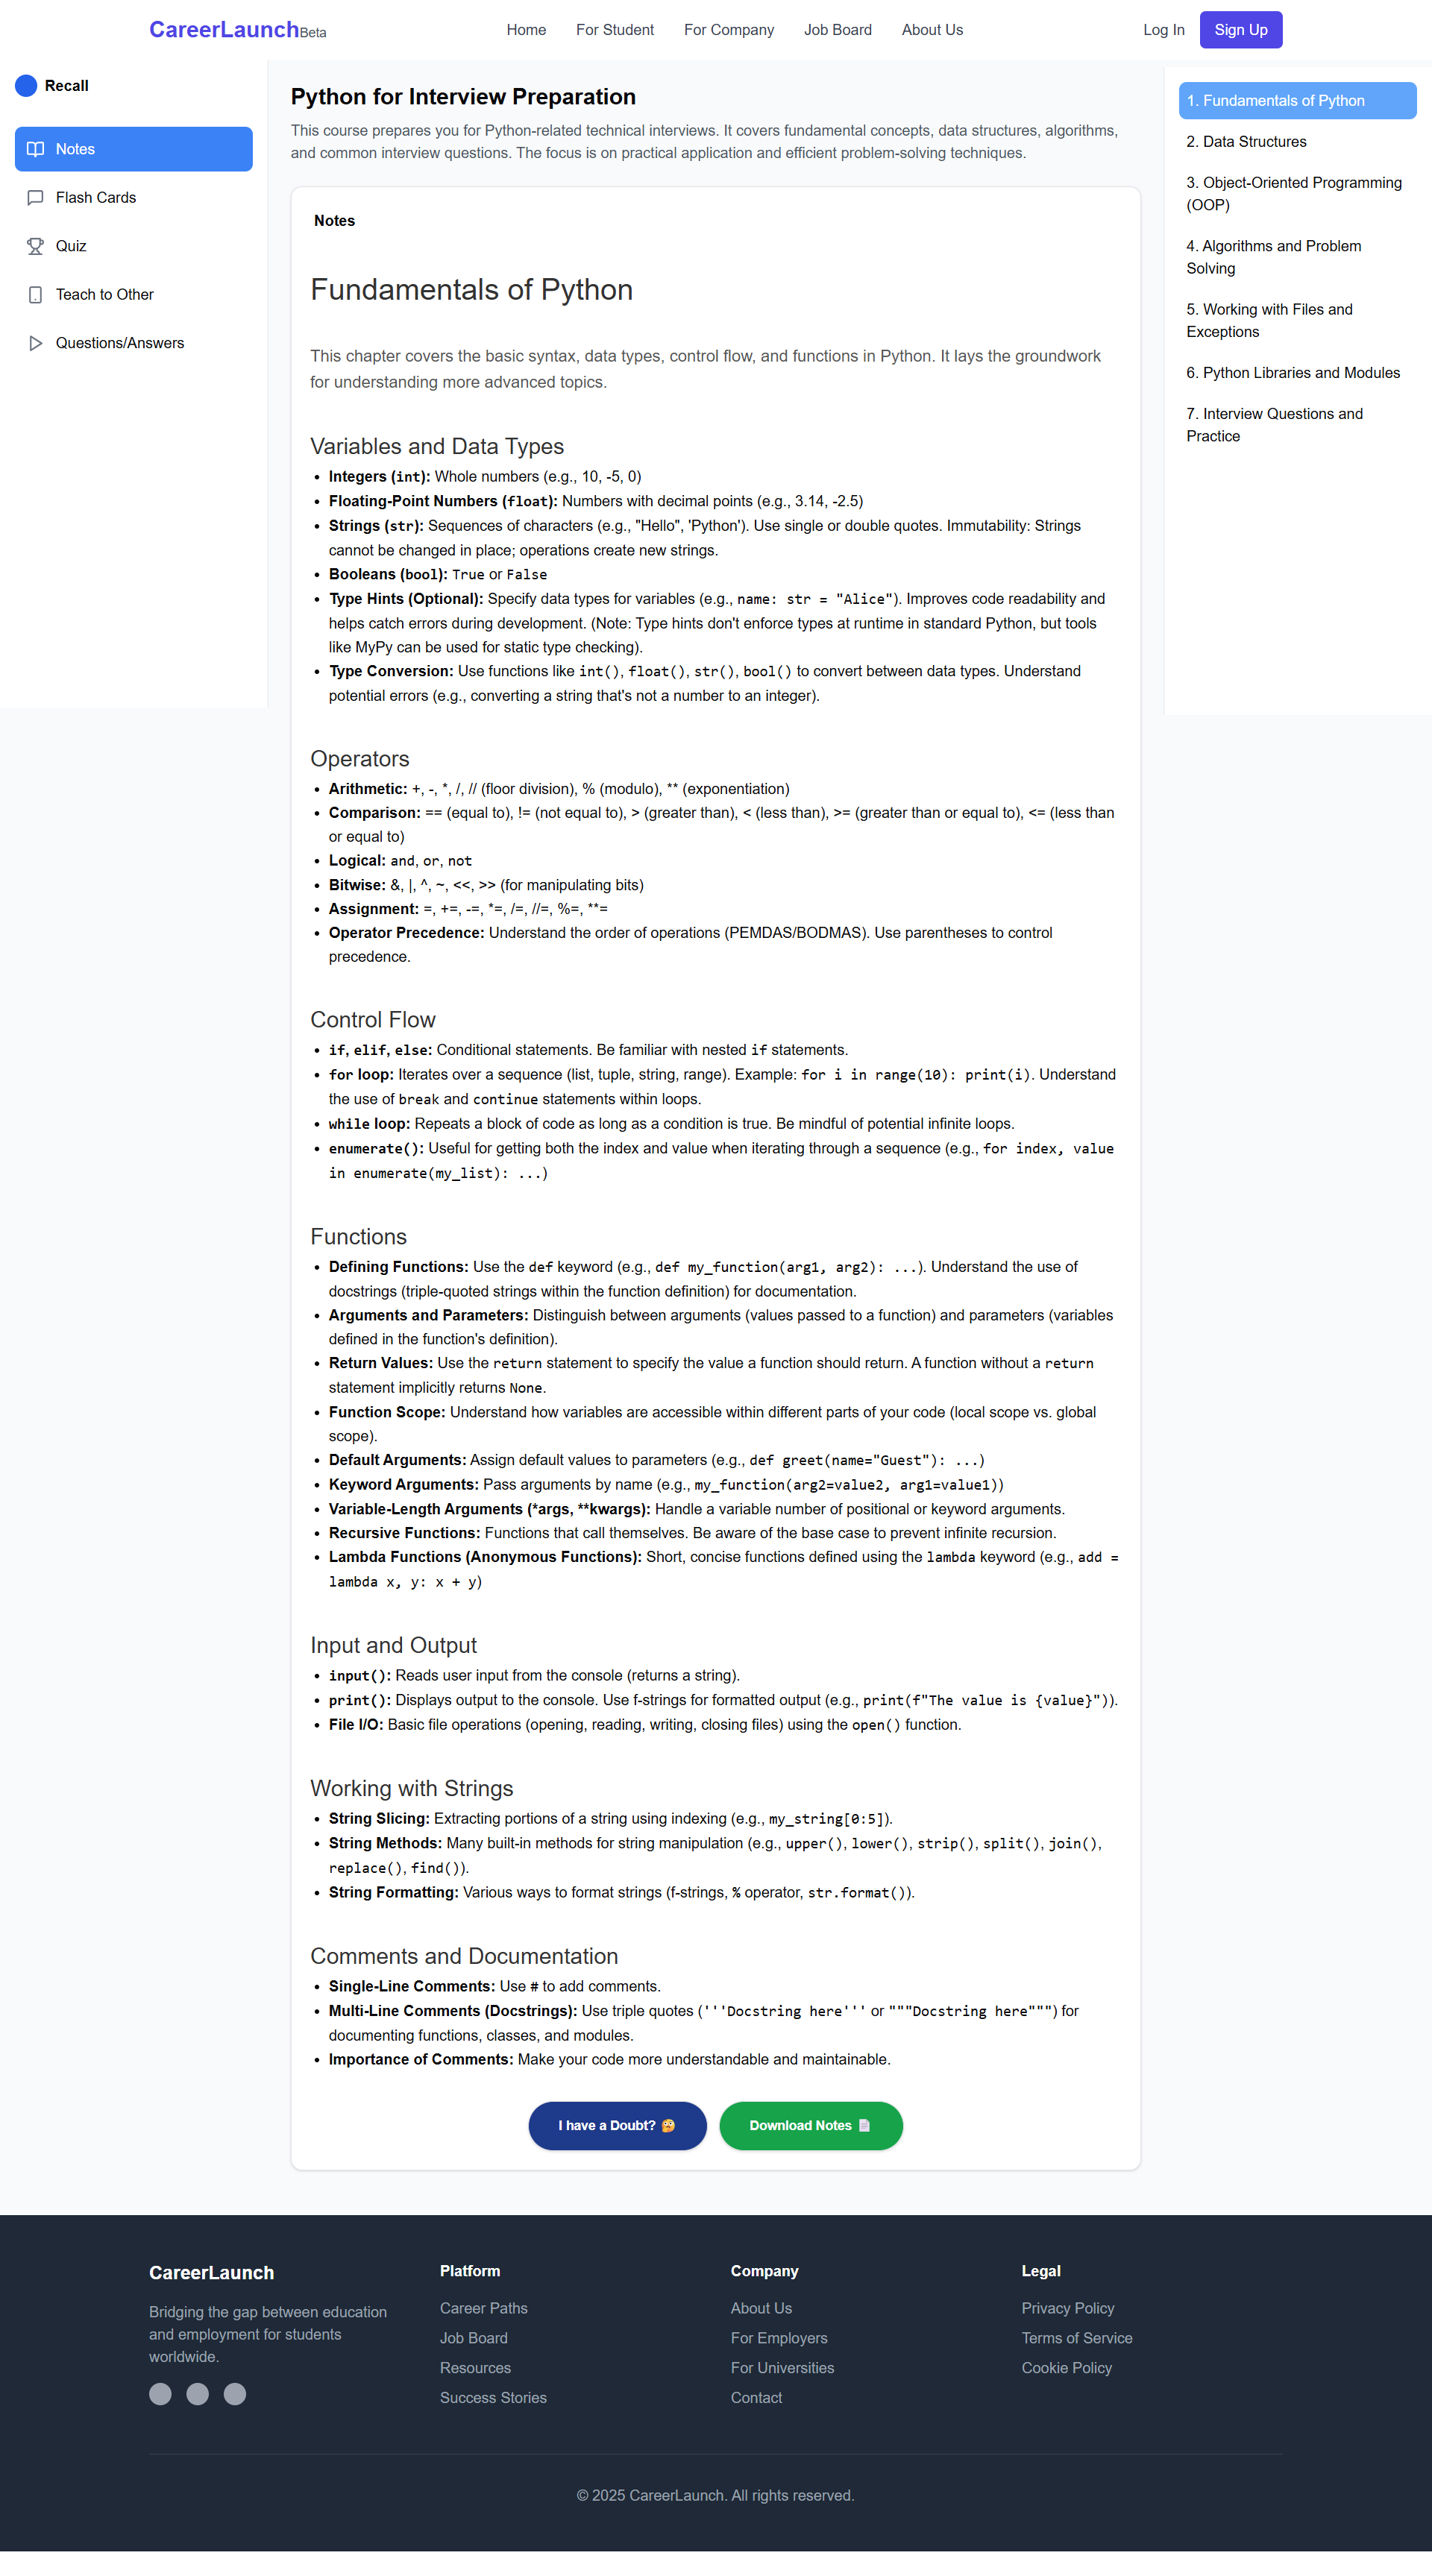 CareerLaunchBeta
Home
For Student
For Company
Job Board
About Us
Log In
Sign Up
Recall
Notes
Flash Cards
Quiz
Teach to Other
Questions/Answers
Python for Interview Preparation
This course prepares you for Python-related technical interviews. It covers fundamental concepts, data structures, algorithms,
and common interview questions. The focus is on practical application and efficient problem-solving techniques.
Notes
Fundamentals of Python
This chapter covers the basic syntax, data types, control flow, and functions in Python. It lays the groundwork
for understanding more advanced topics.
Variables and Data Types
• Integers (int): Whole numbers (e.g., 10, -5, 0)
• Floating-Point Numbers (float): Numbers with decimal points (e.g., 3.14, -2.5)
• Strings (str): Sequences of characters (e.g., "Hello", 'Python'). Use single or double quotes. Immutability: Strings
cannot be changed in place; operations create new strings.
• Booleans (bool): True or False
• Type Hints (Optional): Specify data types for variables (e.g., name: str = "Alice"). Improves code readability and
helps catch errors during development. (Note: Type hints don't enforce types at runtime in standard Python, but tools
like MyPy can be used for static type checking).
• Type Conversion: Use functions like int(), float(), str(), bool() to convert between data types. Understand
potential errors (e.g., converting a string that's not a number to an integer).
Operators
• Arithmetic: +, -, *, /, // (floor division), % (modulo), ** (exponentiation)
• Comparison: == (equal to), != (not equal to), > (greater than), < (less than), >= (greater than or equal to), <= (less than
or equal to)
• Logical: and, or, not
• Bitwise: &, |, ^, ~, <<, >> (for manipulating bits)
• Assignment: =, +=, -=, *=, /=, //=, %=, **=
• Operator Precedence: Understand the order of operations (PEMDAS/BODMAS). Use parentheses to control
precedence.
Control Flow
• if, elif, else: Conditional statements. Be familiar with nested if statements.
• for loop: Iterates over a sequence (list, tuple, string, range). Example: for i in range(10): print(i). Understand
the use of break and continue statements within loops.
• while loop: Repeats a block of code as long as a condition is true. Be mindful of potential infinite loops.
• enumerate(): Useful for getting both the index and value when iterating through a sequence (e.g., for index, value
in enumerate(my_list): ...)
Functions
• Defining Functions: Use the def keyword (e.g., def my_function(arg1, arg2): ...). Understand the use of
docstrings (triple-quoted strings within the function definition) for documentation.
• Arguments and Parameters: Distinguish between arguments (values passed to a function) and parameters (variables
defined in the function's definition).
• Return Values: Use the return statement to specify the value a function should return. A function without a return
statement implicitly returns None.
• Function Scope: Understand how variables are accessible within different parts of your code (local scope vs. global
scope).
• Default Arguments: Assign default values to parameters (e.g., def greet(name="Guest"): ...)
• Keyword Arguments: Pass arguments by name (e.g., my_function(arg2=value2, arg1=value1))
• Variable-Length Arguments (*args, **kwargs): Handle a variable number of positional or keyword arguments.
• Recursive Functions: Functions that call themselves. Be aware of the base case to prevent infinite recursion.
• Lambda Functions (Anonymous Functions): Short, concise functions defined using the lambda keyword (e.g., add =
lambda x, y: x + y)
Input and Output
• input(): Reads user input from the console (returns a string).
• print(): Displays output to the console. Use f-strings for formatted output (e.g., print(f"The value is {value}")).
• File I/O: Basic file operations (opening, reading, writing, closing files) using the open() function.
Working with Strings
• String Slicing: Extracting portions of a string using indexing (e.g., my_string[0:5]).
• String Methods: Many built-in methods for string manipulation (e.g., upper(), lower(), strip(), split(), join(),
replace(), find()).
• String Formatting: Various ways to format strings (f-strings, % operator, str.format()).
Comments and Documentation
• Single-Line Comments: Use # to add comments.
• Multi-Line Comments (Docstrings): Use triple quotes ('''Docstring here''' or """Docstring here""") for
documenting functions, classes, and modules.
• Importance of Comments: Make your code more understandable and maintainable.
I have a Doubt? 🤔
Download Notes 📄
1. Fundamentals of Python
2. Data Structures
3. Object-Oriented Programming
(OOP)
4. Algorithms and Problem
Solving
5. Working with Files and
Exceptions
6. Python Libraries and Modules
7. Interview Questions and
Practice
CareerLaunch
Bridging the gap between education
and employment for students
worldwide.
Platform
Career Paths
Job Board
Resources
Success Stories
Company
About Us
For Employers
For Universities
Contact
Legal
Privacy Policy
Terms of Service
Cookie Policy
© 2025 CareerLaunch. All rights reserved.